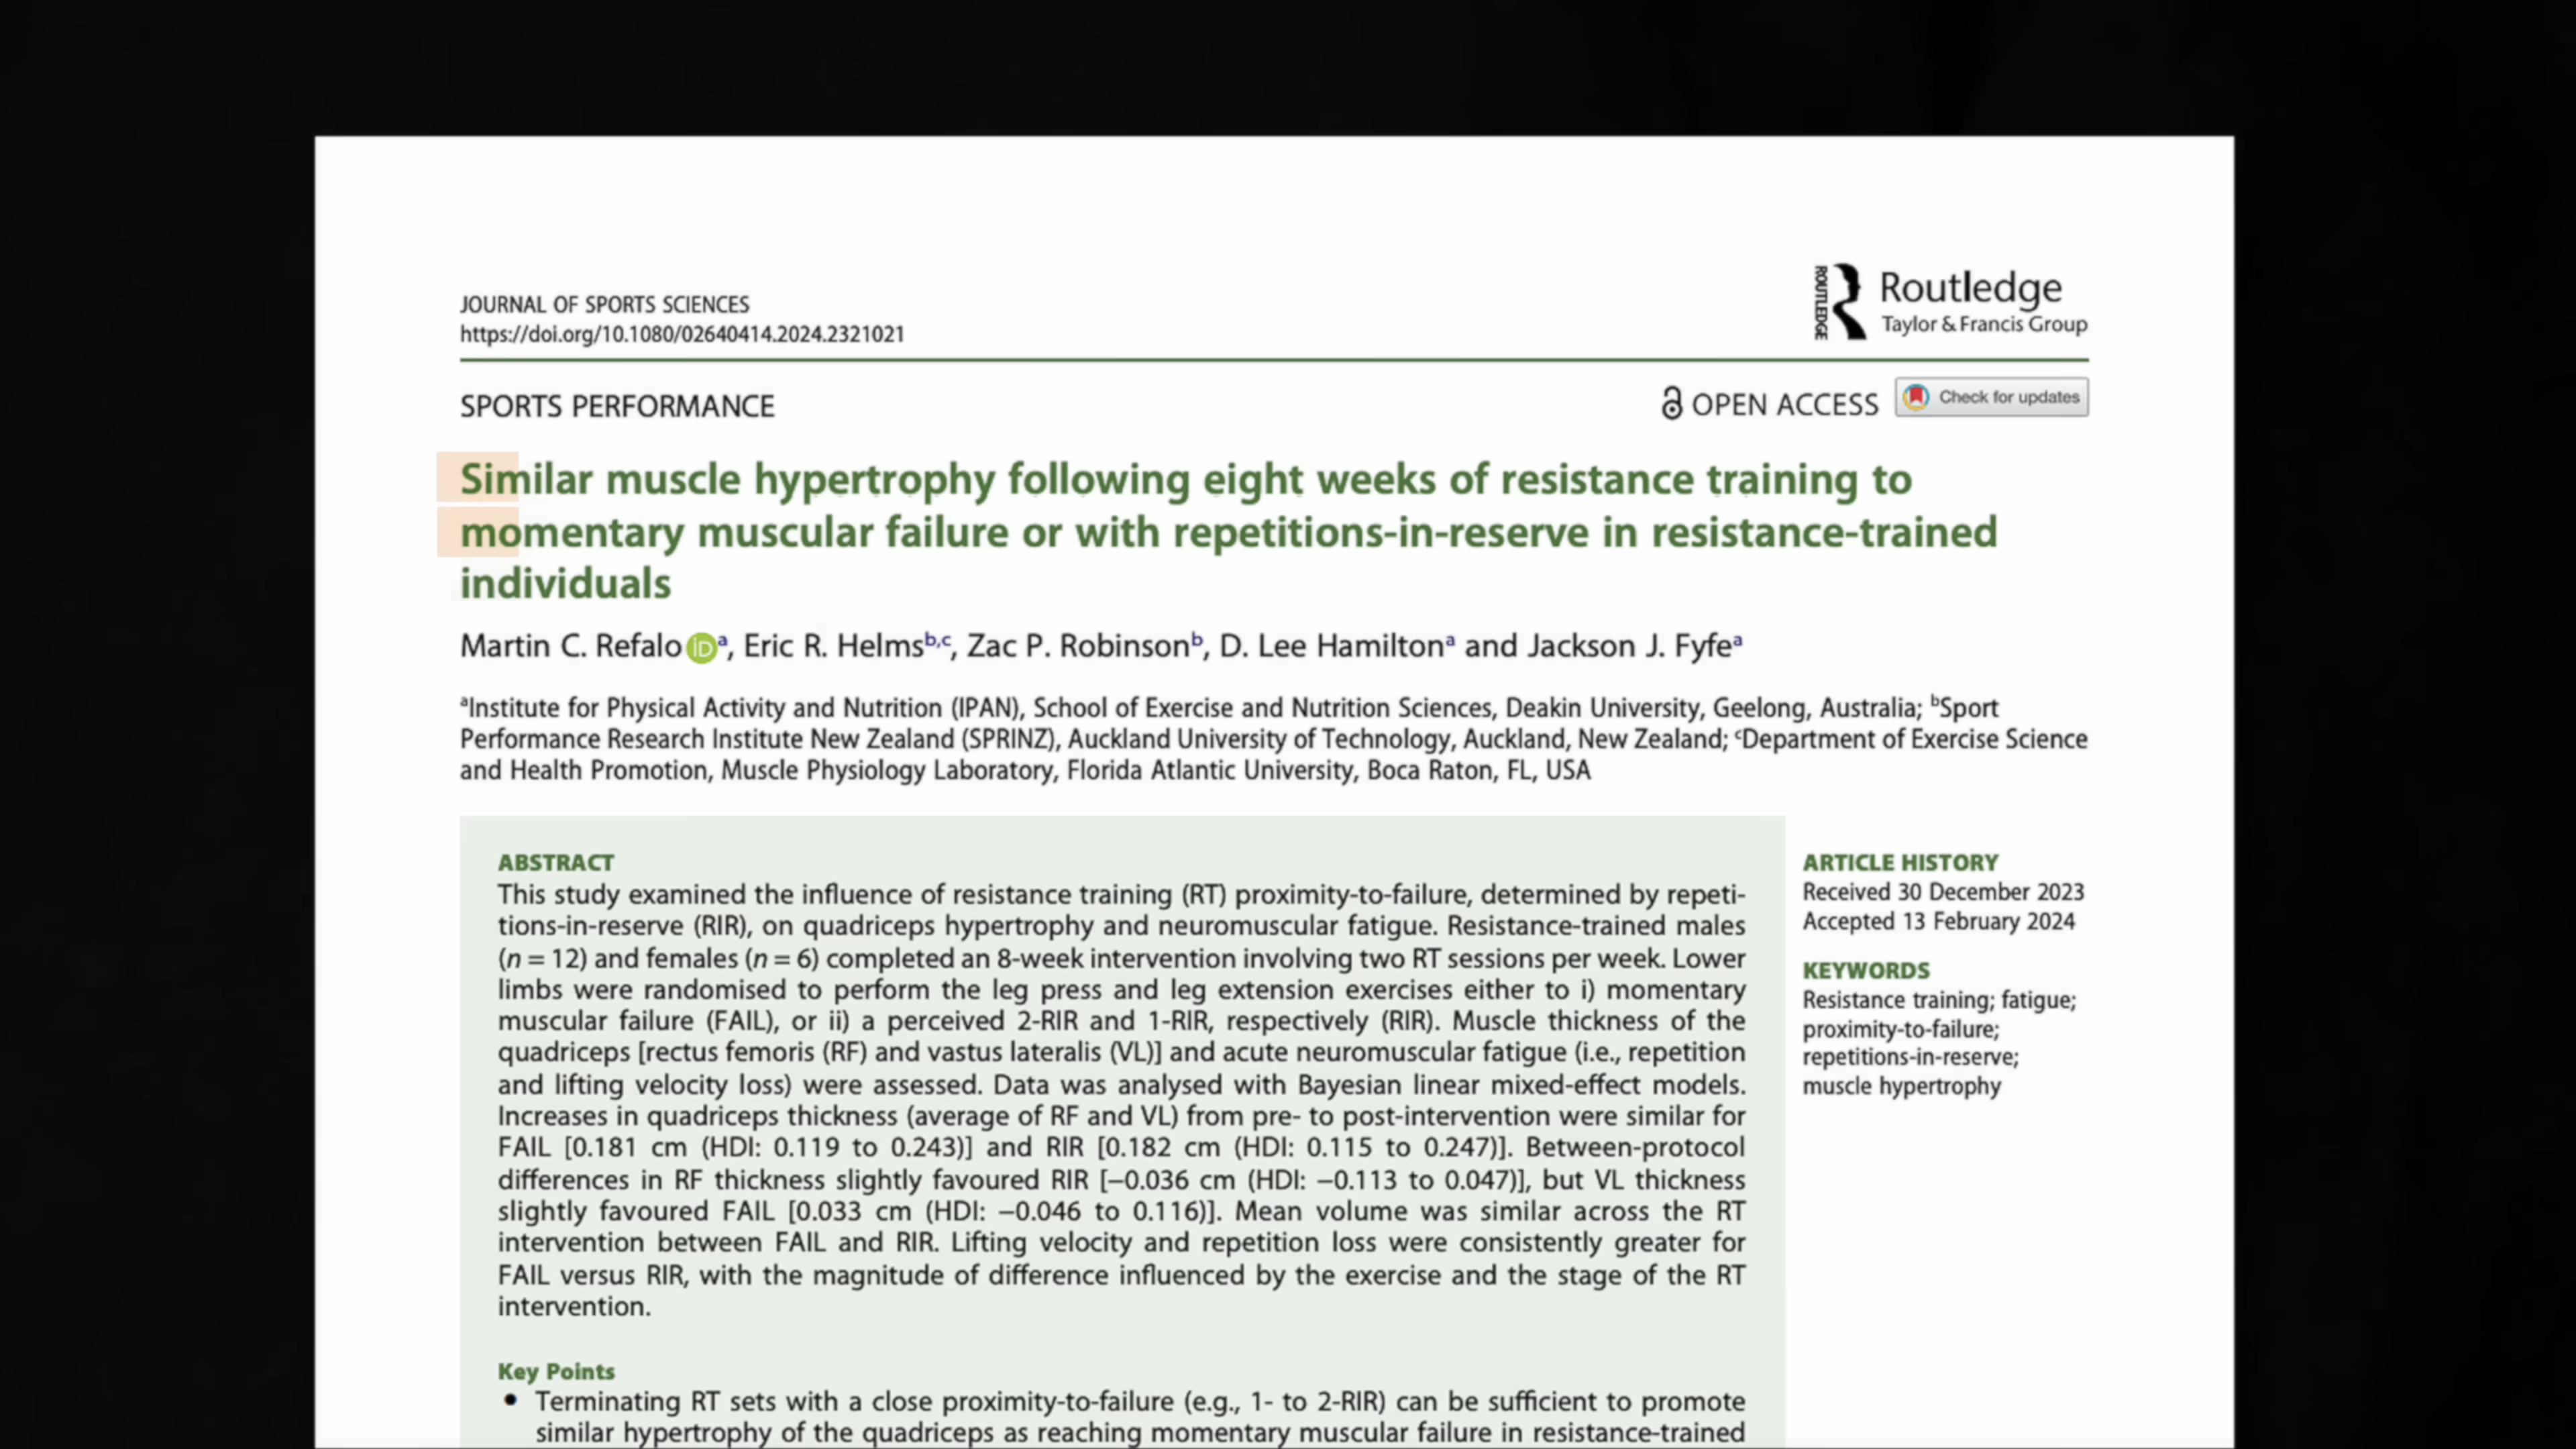 JOURNAL OF SPORTS SCIENCES
https://doi.org/10.1080/02640414.2024.2321021
ROUTLEDGE
Routledge
Taylor & Francis Group
SPORTS PERFORMANCE
OPEN ACCESS
Check for updates
Similar muscle hypertrophy following eight weeks of resistance training to
momentary muscular failure or with repetitions-in-reserve in resistance-trained
individuals
Martin C. Refalo iD a, Eric R. Helms b,c, Zac P. Robinson b, D. Lee Hamilton a and Jackson J. Fyfe a
aInstitute for Physical Activity and Nutrition (IPAN), School of Exercise and Nutrition Sciences, Deakin University, Geelong, Australia; bSport
Performance Research Institute New Zealand (SPRINZ), Auckland University of Technology, Auckland, New Zealand; cDepartment of Exercise Science
and Health Promotion, Muscle Physiology Laboratory, Florida Atlantic University, Boca Raton, FL, USA
ABSTRACT
This study examined the influence of resistance training (RT) proximity-to-failure, determined by repeti-
tions-in-reserve (RIR), on quadriceps hypertrophy and neuromuscular fatigue. Resistance-trained males
(n = 12) and females (n = 6) completed an 8-week intervention involving two RT sessions per week. Lower
limbs were randomised to perform the leg press and leg extension exercises either to i) momentary
muscular failure (FAIL), or ii) a perceived 2-RIR and 1-RIR, respectively (RIR). Muscle thickness of the
quadriceps [rectus femoris (RF) and vastus lateralis (VL)] and acute neuromuscular fatigue (i.e., repetition
and lifting velocity loss) were assessed. Data was analysed with Bayesian linear mixed-effect models.
Increases in quadriceps thickness (average of RF and VL) from pre- to post-intervention were similar for
FAIL [0.181 cm (HDI: 0.119 to 0.243)] and RIR [0.182 cm (HDI: 0.115 to 0.247)]. Between-protocol
differences in RF thickness slightly favoured RIR [−0.036 cm (HDI: −0.113 to 0.047)], but VL thickness
slightly favoured FAIL [0.033 cm (HDI: −0.046 to 0.116)]. Mean volume was similar across the RT
intervention between FAIL and RIR. Lifting velocity and repetition loss were consistently greater for
FAIL versus RIR, with the magnitude of difference influenced by the exercise and the stage of the RT
intervention.
Key Points
• Terminating RT sets with a close proximity-to-failure (e.g., 1- to 2-RIR) can be sufficient to promote
similar hypertrophy of the quadriceps as reaching momentary muscular failure in resistance-trained
ARTICLE HISTORY
Received 30 December 2023
Accepted 13 February 2024
KEYWORDS
Resistance training; fatigue;
proximity-to-failure;
repetitions-in-reserve;
muscle hypertrophy